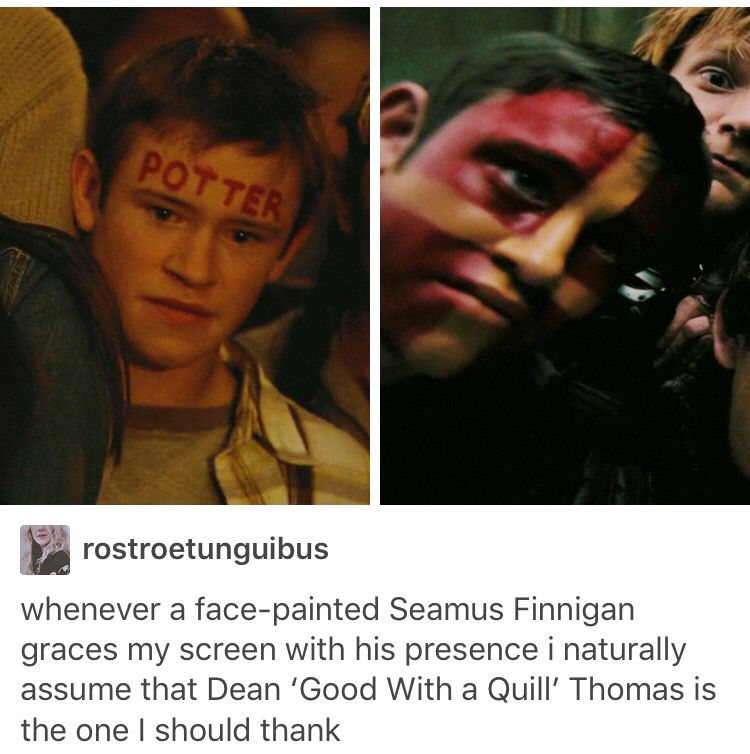 POTTER
rostroetunguibus
whenever a face-painted Seamus Finnigan
graces my screen with his presence i naturally
assume that Dean ‘Good With a Quill’ Thomas is
the one I should thank